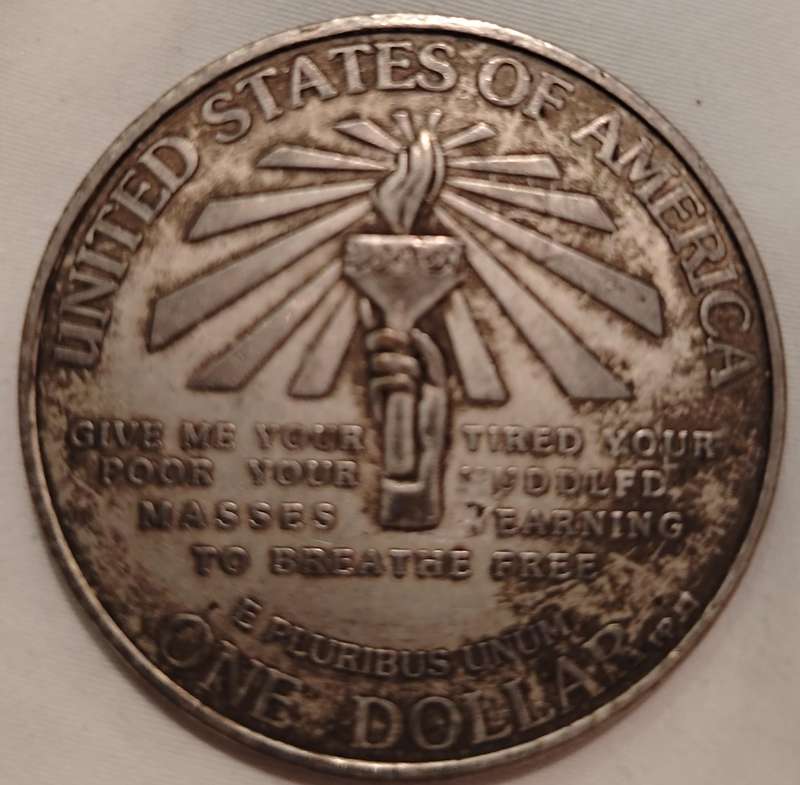 UNITED STATES OF AMERICA
GIVE ME YOUR TIRED YOUR
POOR YOUR HUDDLED
MASSES YEARNING
TO BREATHE FREE
E PLURIBUS UNUM
ONE DOLLAR